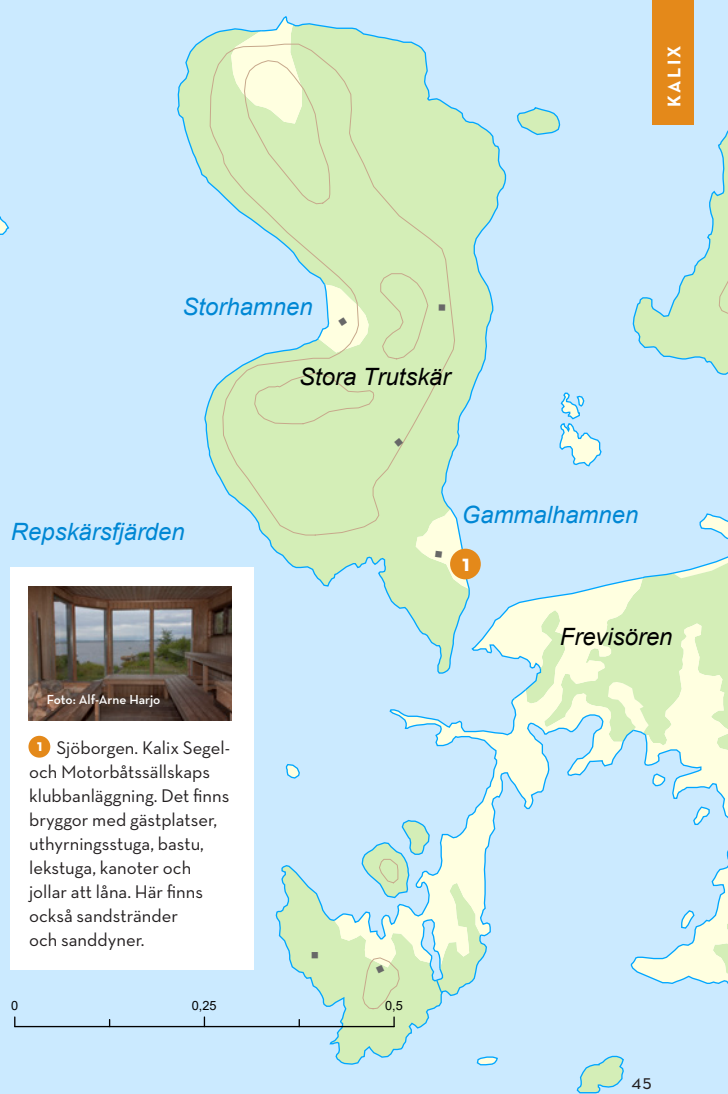 KALIX
Storhamnen
Stora Trutskär
Gammalhamnen
Repskärsfjärden
1
Frevisören
Foto: Alf-Arne Harjo
1 Sjöborgen. Kalix Segel-
och Motorbåtssällskaps
klubbanläggning. Det finns
bryggor med gästplatser,
uthyrningsstuga, bastu,
lekstuga, kanoter och
jollar att låna. Här finns
också sandstränder
och sanddyner.
0 0,25 0,5
45